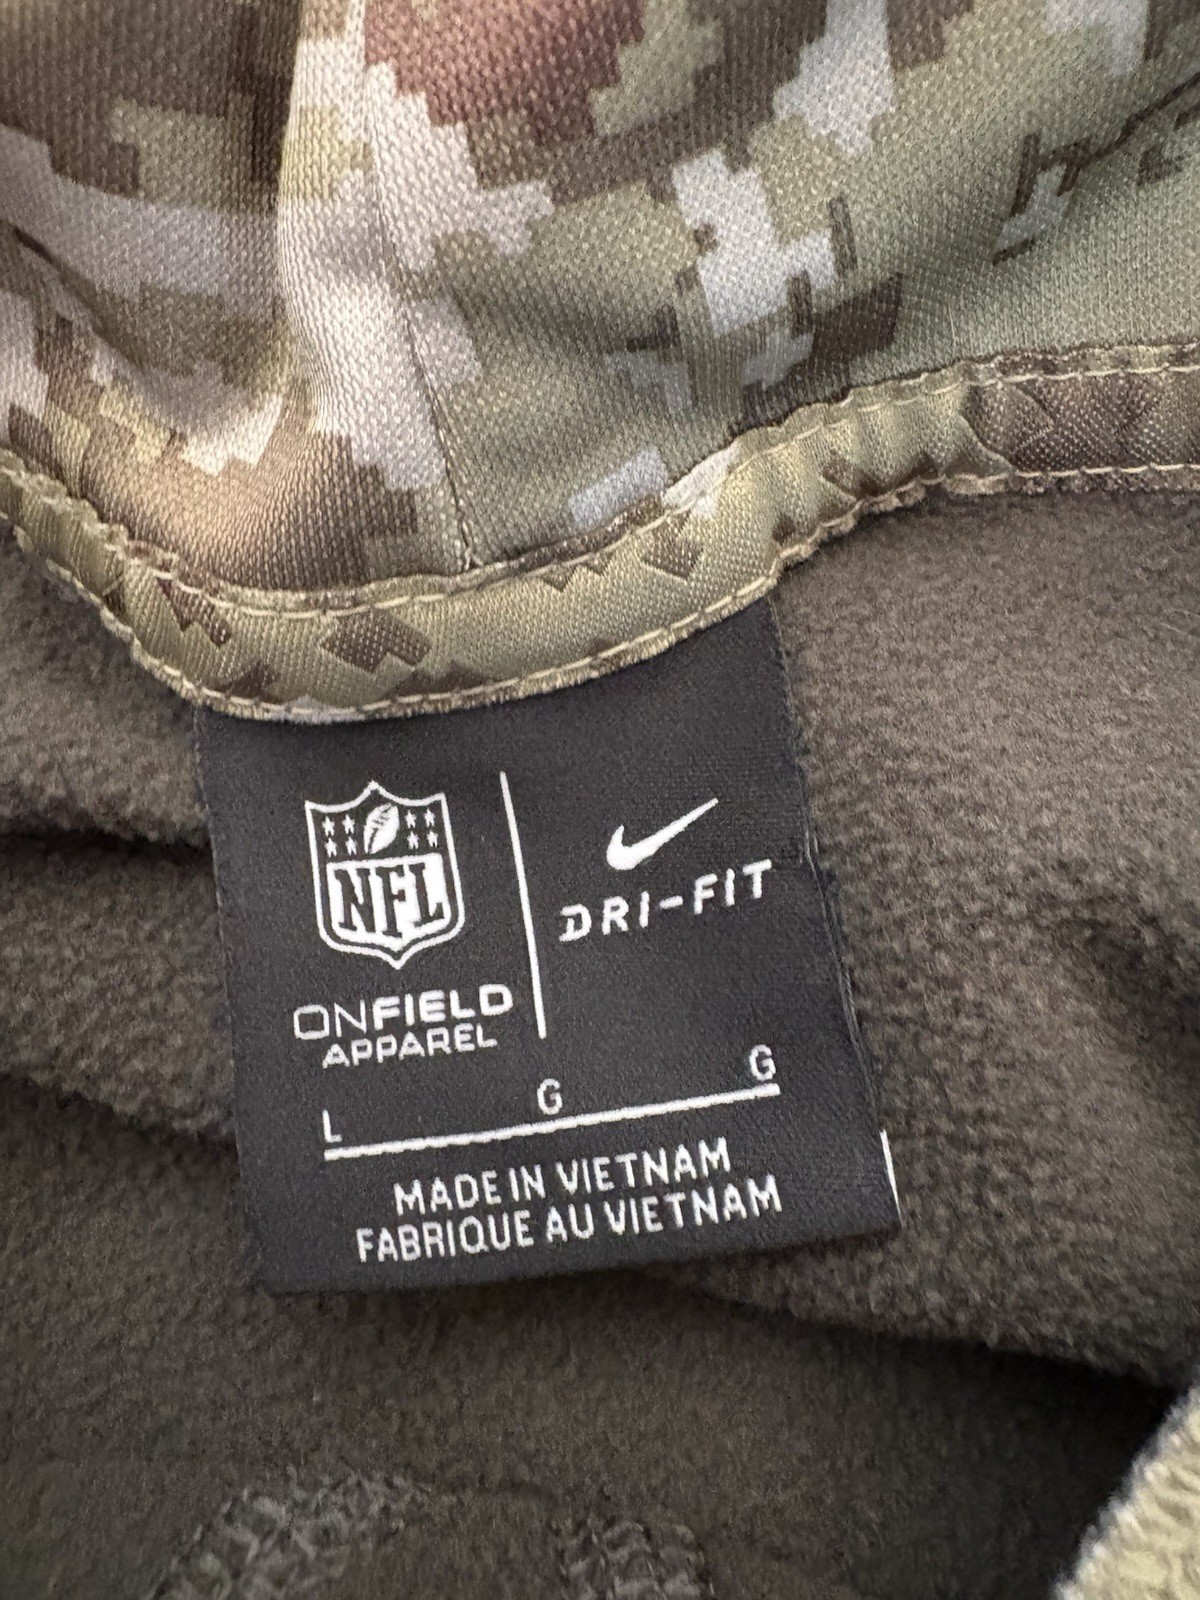 NFL
DRI-FIT
ONFIELD
APPAREL
L G G
MADE IN VIETNAM
FABRIQUE AU VIETNAM